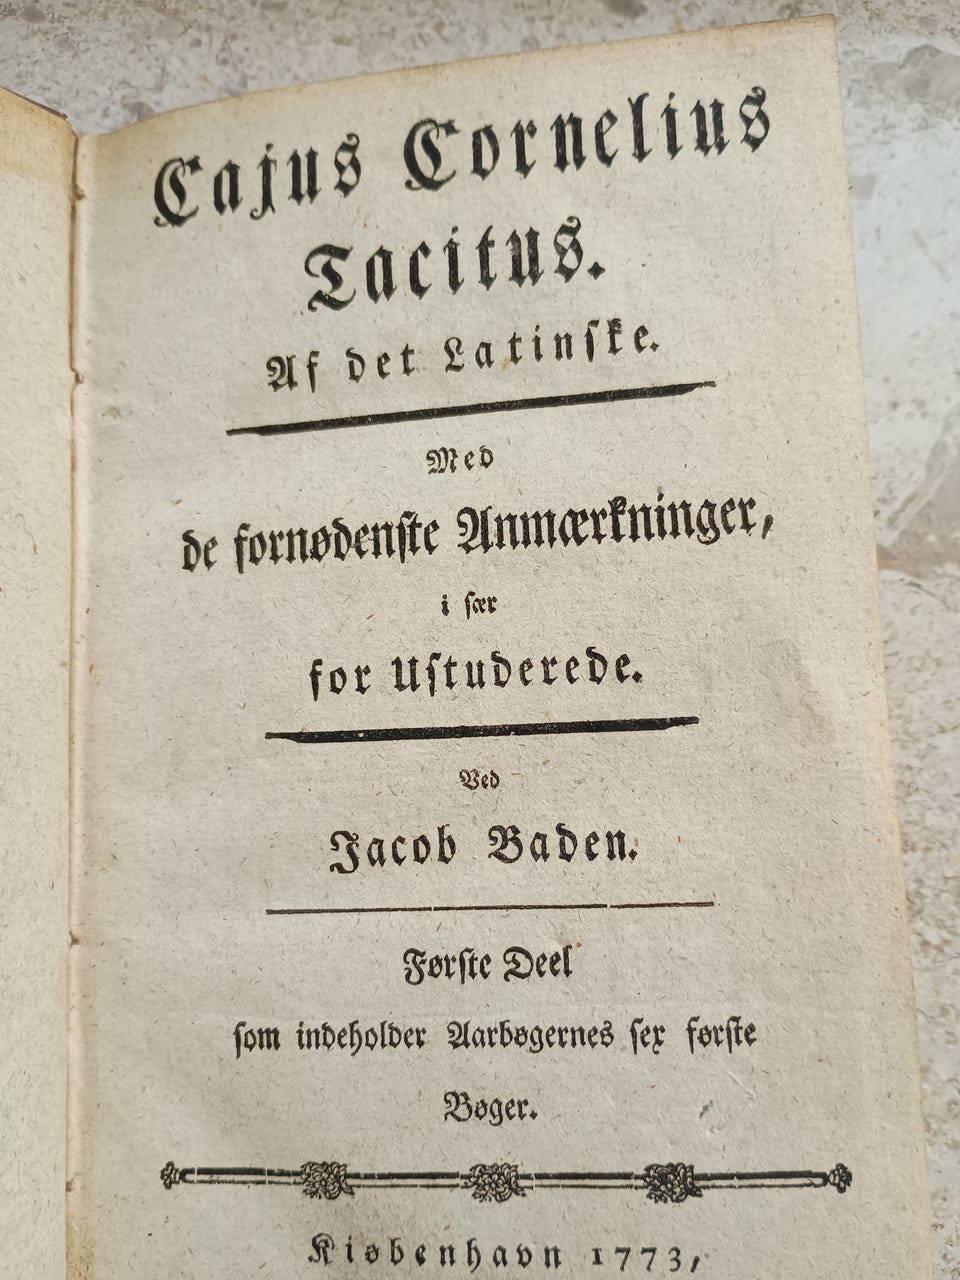 Cajus Cornelius
Tacitus.
Af det Latinſke.
Med
de fornødenſte Anmærkninger,
i ſær
for Uſtuderede.
Ved
Jacob Baden.
Førſte Deel
ſom indeholder Aarbøgernes ſex førſte
Bøger.
Kiøbenhavn 1773,